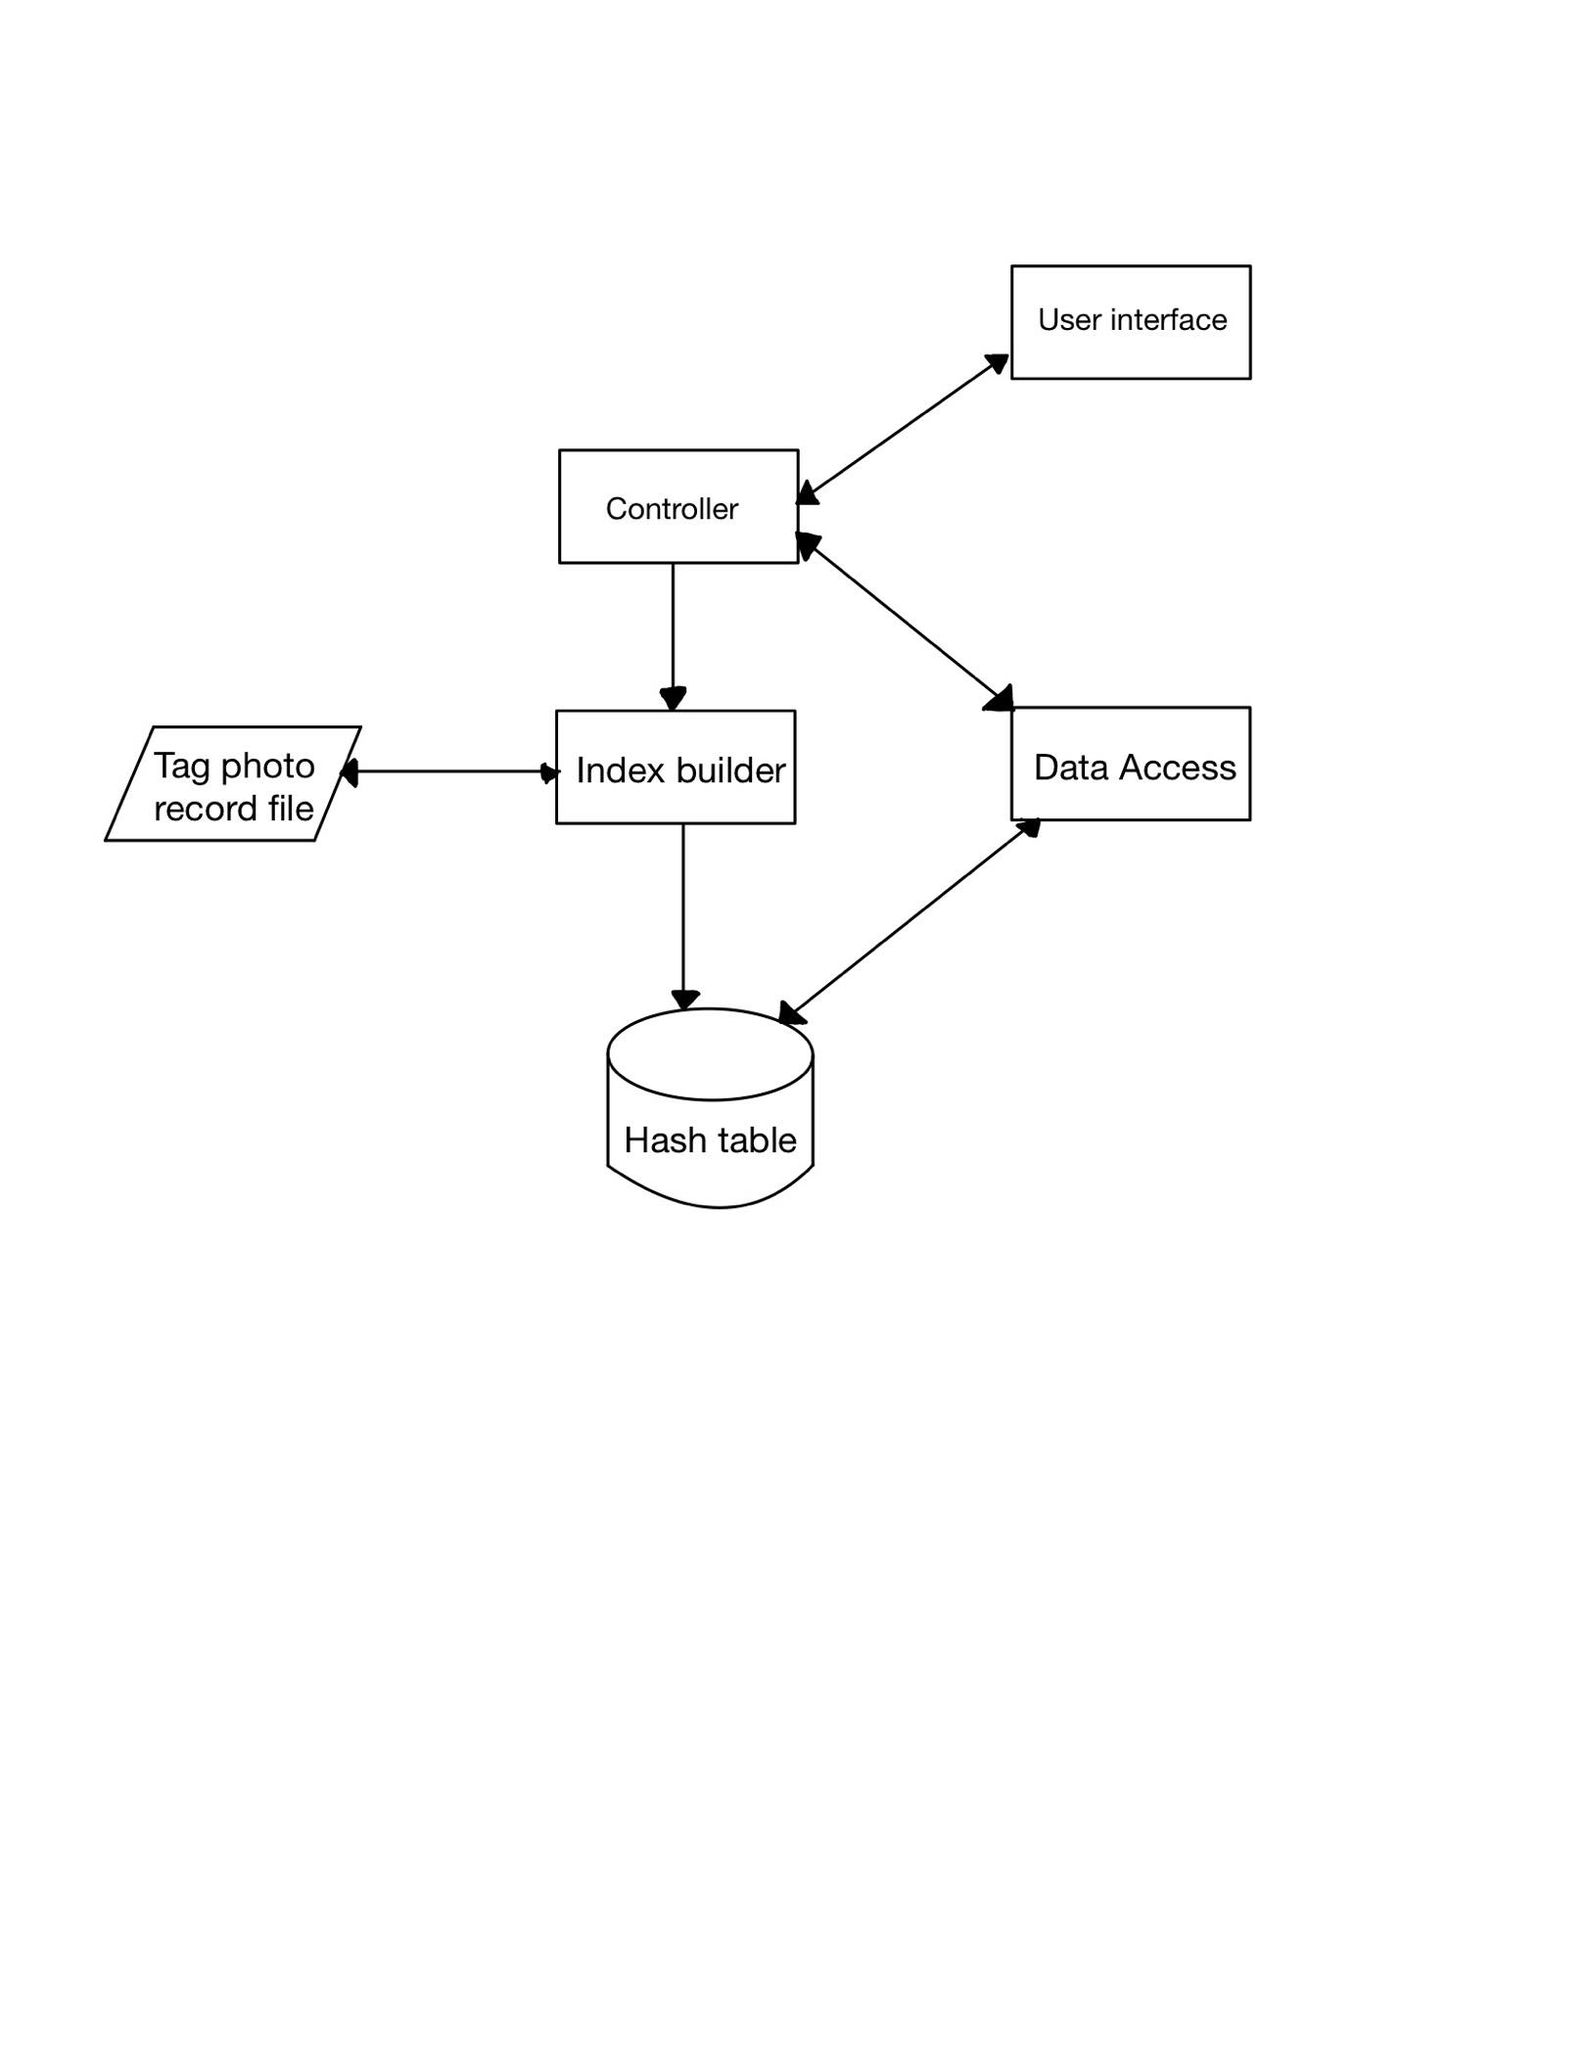 User interface
Controller
Tag photo
record file
Index builder
Data Access
Hash table